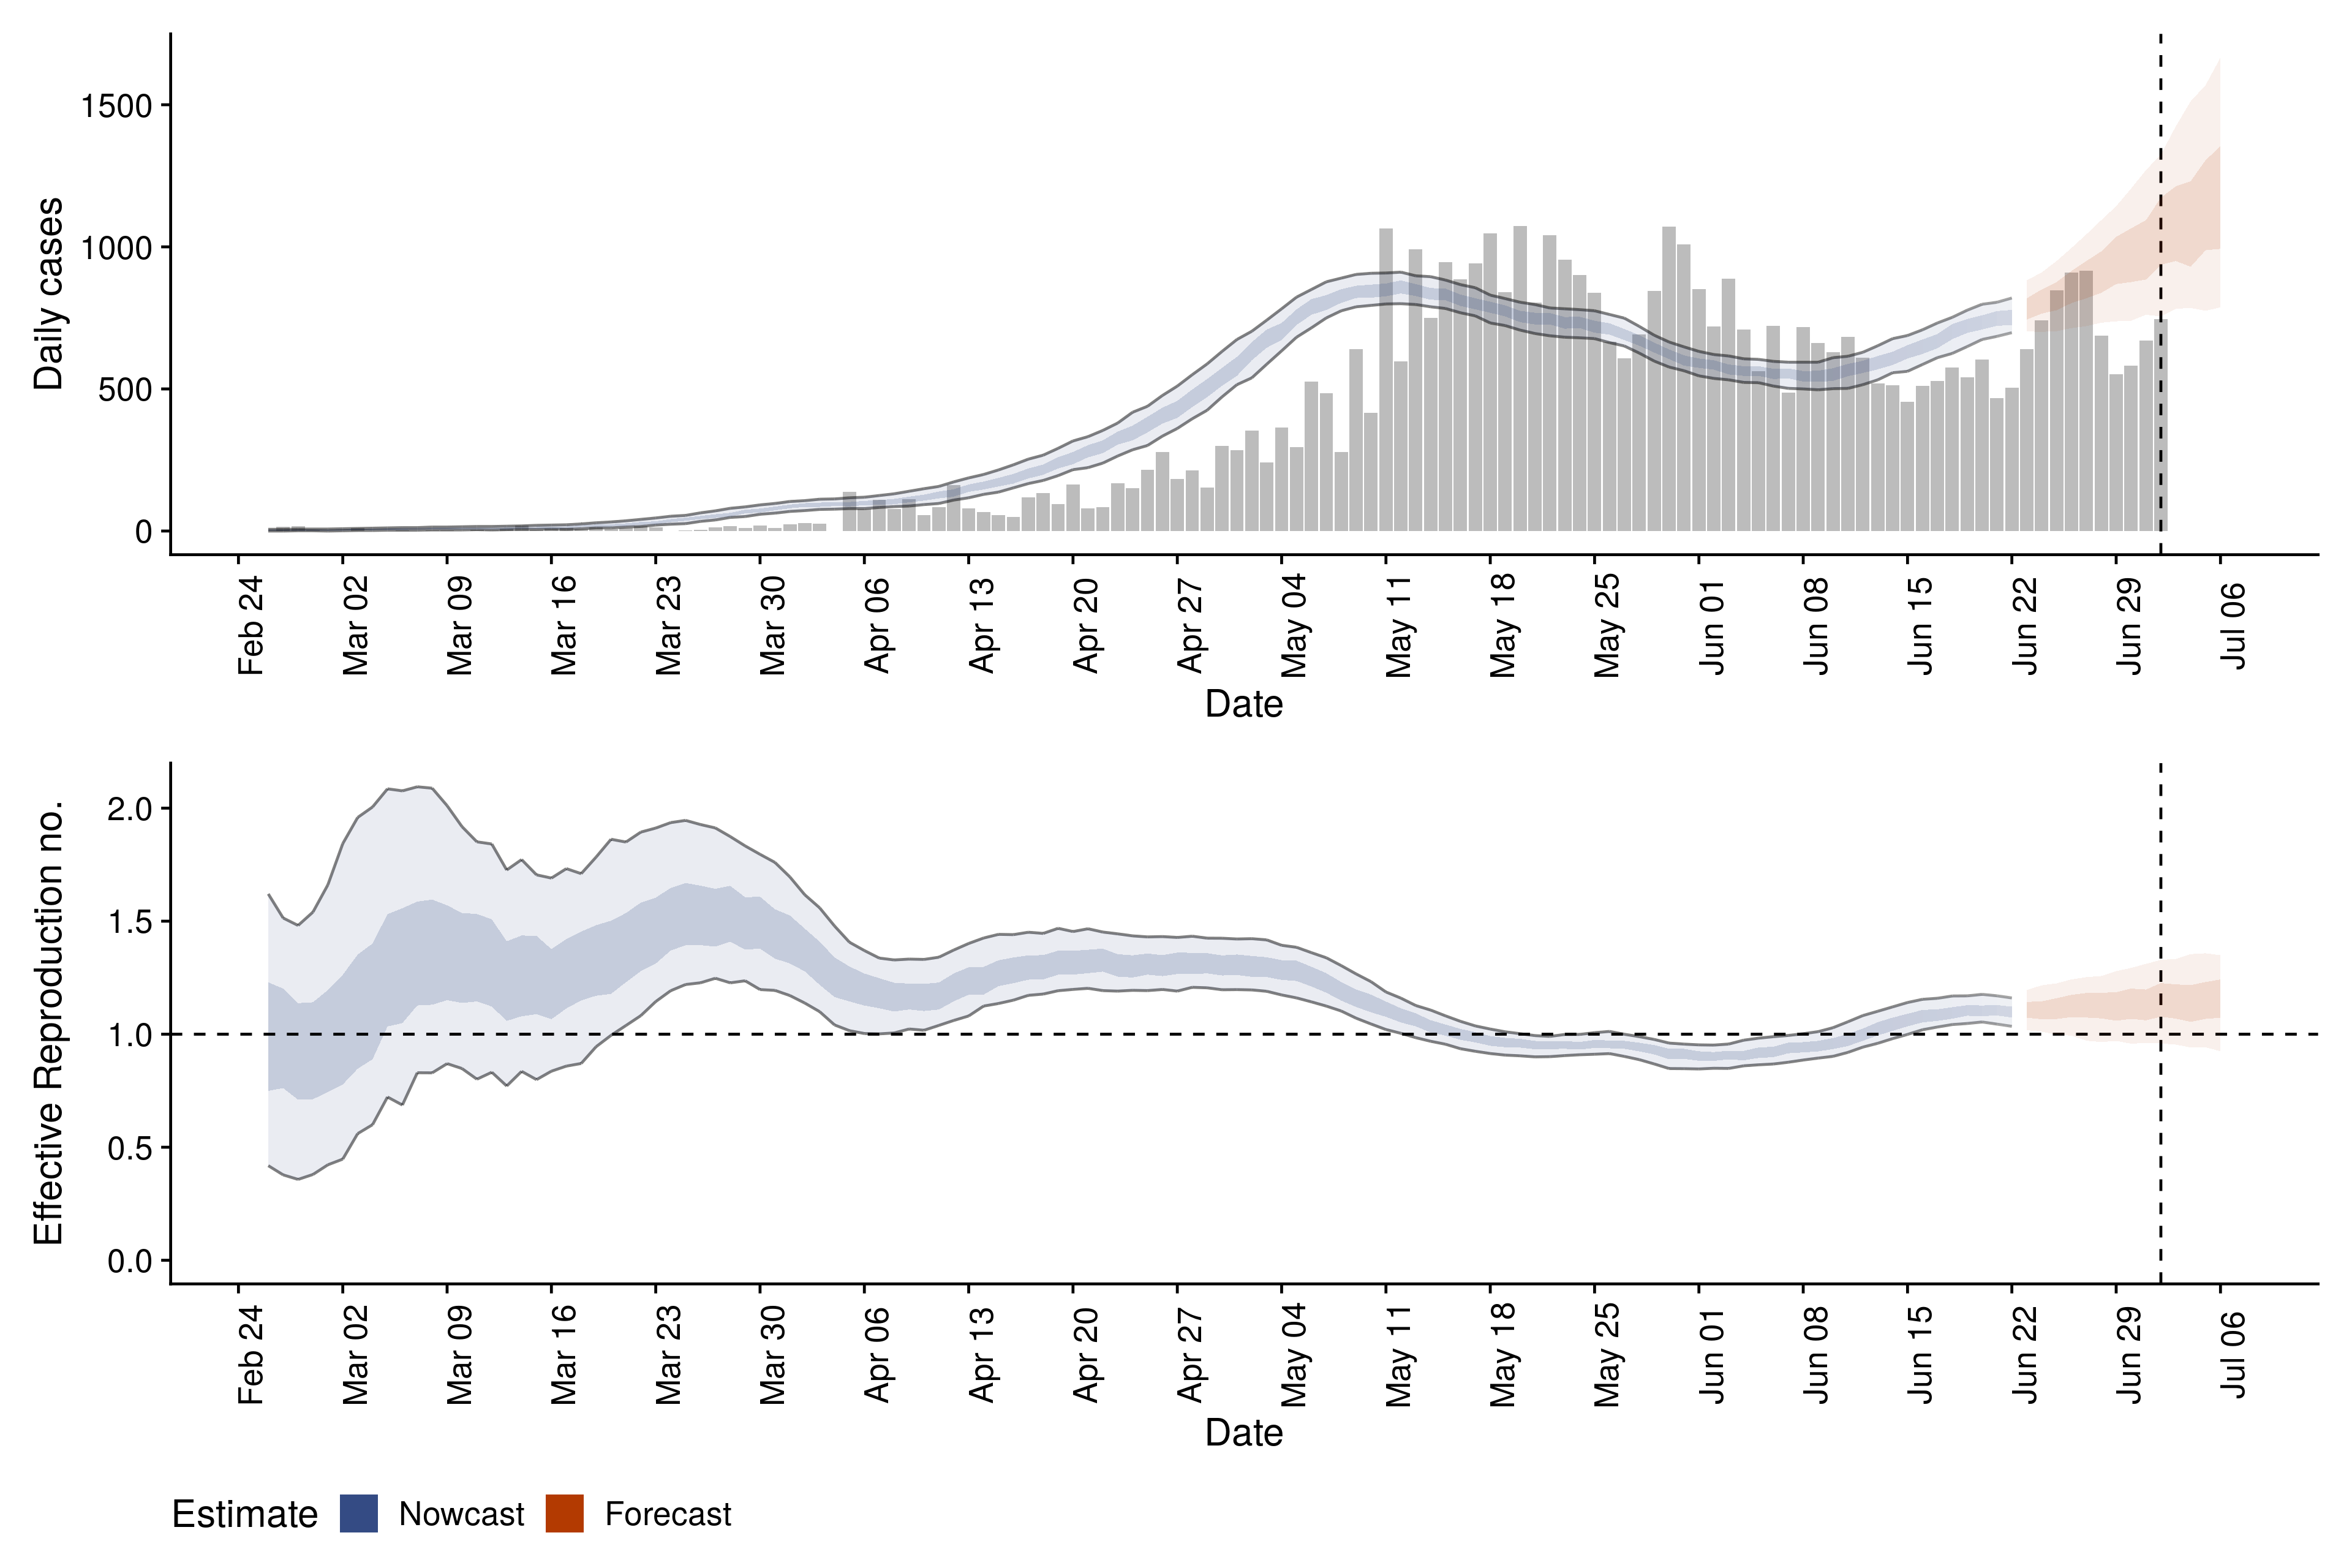 Daily cases
1500
1000
500
0
Feb 24 Mar 02 Mar 09 Mar 16 Mar 23 Mar 30 Apr 06 Apr 13 Apr 20 Apr 27 May 04 May 11 May 18 May 25 Jun 01 Jun 08 Jun 15 Jun 22 Jun 29 Jul 06
Date
Effective Reproduction no.
2.0
1.5
1.0
0.5
0.0
Feb 24 Mar 02 Mar 09 Mar 16 Mar 23 Mar 30 Apr 06 Apr 13 Apr 20 Apr 27 May 04 May 11 May 18 May 25 Jun 01 Jun 08 Jun 15 Jun 22 Jun 29 Jul 06
Date
Estimate Nowcast Forecast